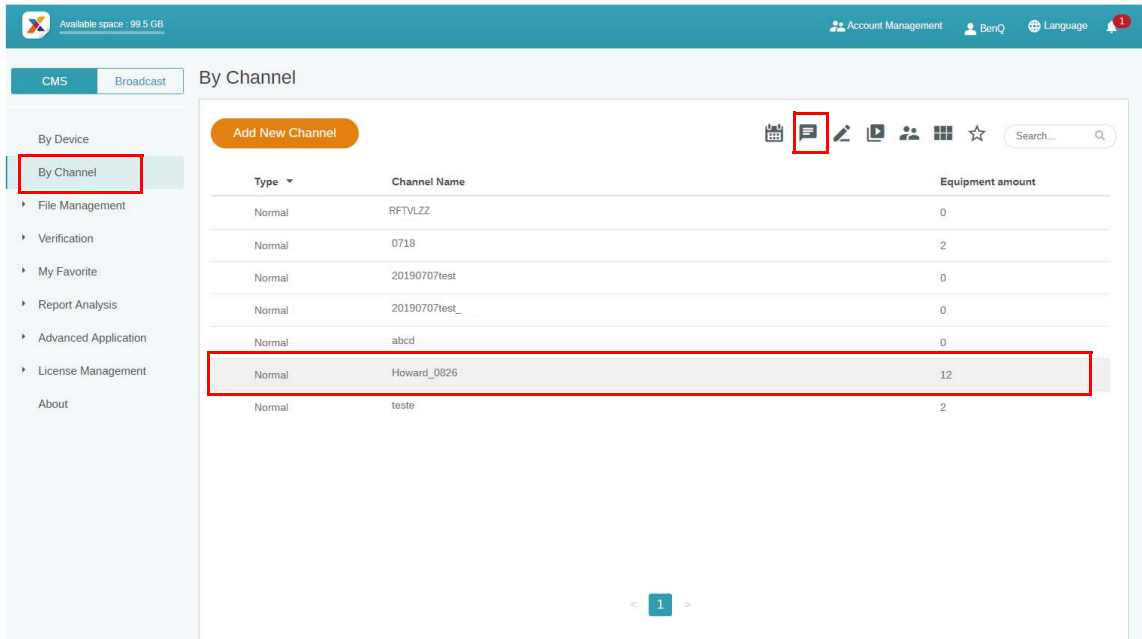 Available space : 99.5 GB
Account Management
BenQ
Language
1
CMS
Broadcast
By Channel
By Device
By Channel
File Management
Verification
My Favorite
Report Analysis
Advanced Application
License Management
About
Add New Channel
Search...
Type Channel Name Equipment amount
Normal RFTVLZZ 0
Normal 0718 2
Normal 20190707test 0
Normal 20190707test_ 0
Normal abcd 0
Normal Howard_0826 12
Normal teste 2
< 1 >